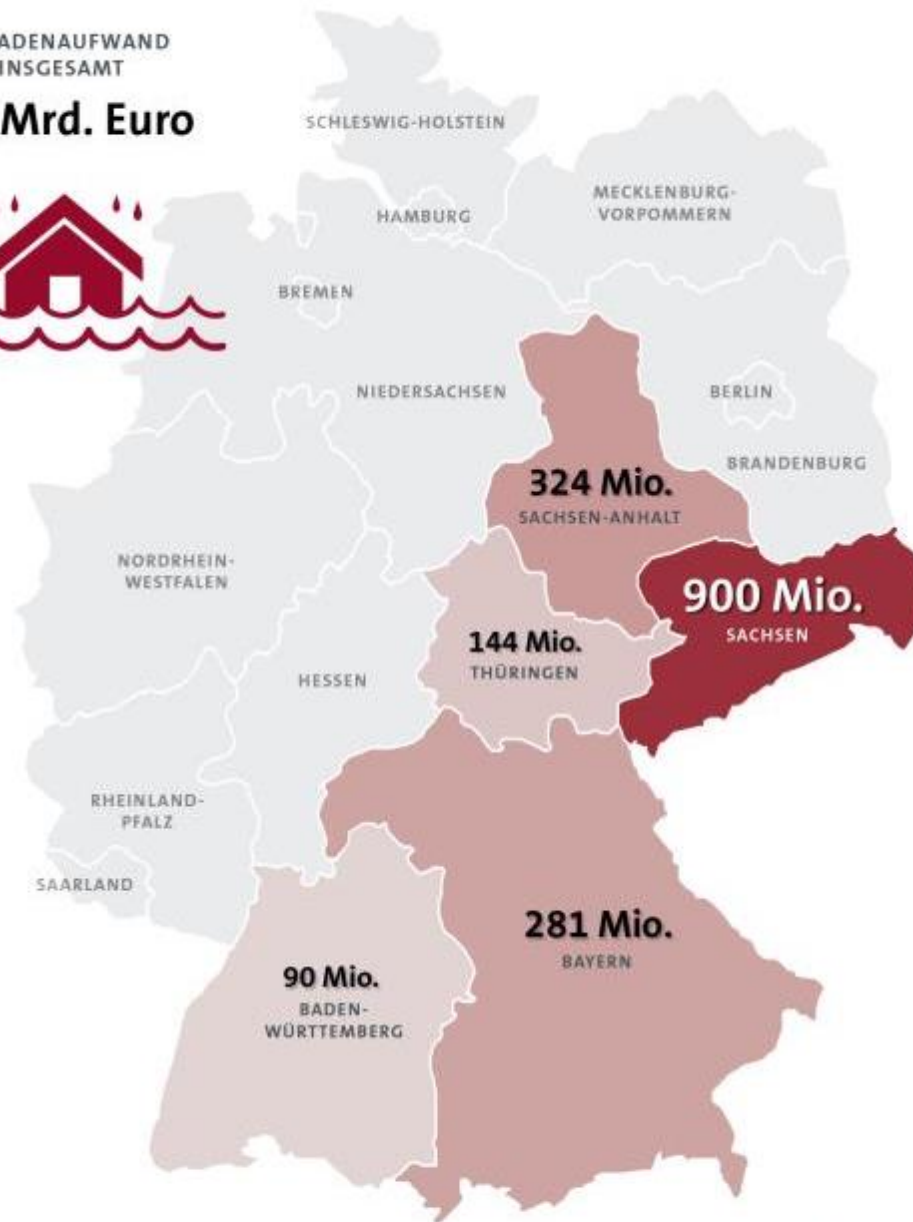 ADENAUFWAND
INSGESAMT
Mrd. Euro
SCHLESWIG-HOLSTEIN
MECKLENBURG-
VORPOMMERN
HAMBURG
BREMEN
NIEDERSACHSEN
BERLIN
BRANDENBURG
324 Mio.
SACHSEN-ANHALT
NORDRHEIN-
WESTFALEN
900 Mio.
SACHSEN
144 Mio.
THÜRINGEN
HESSEN
RHEINLAND-
PFALZ
SAARLAND
281 Mio.
BAYERN
90 Mio.
BADEN-
WÜRTTEMBERG